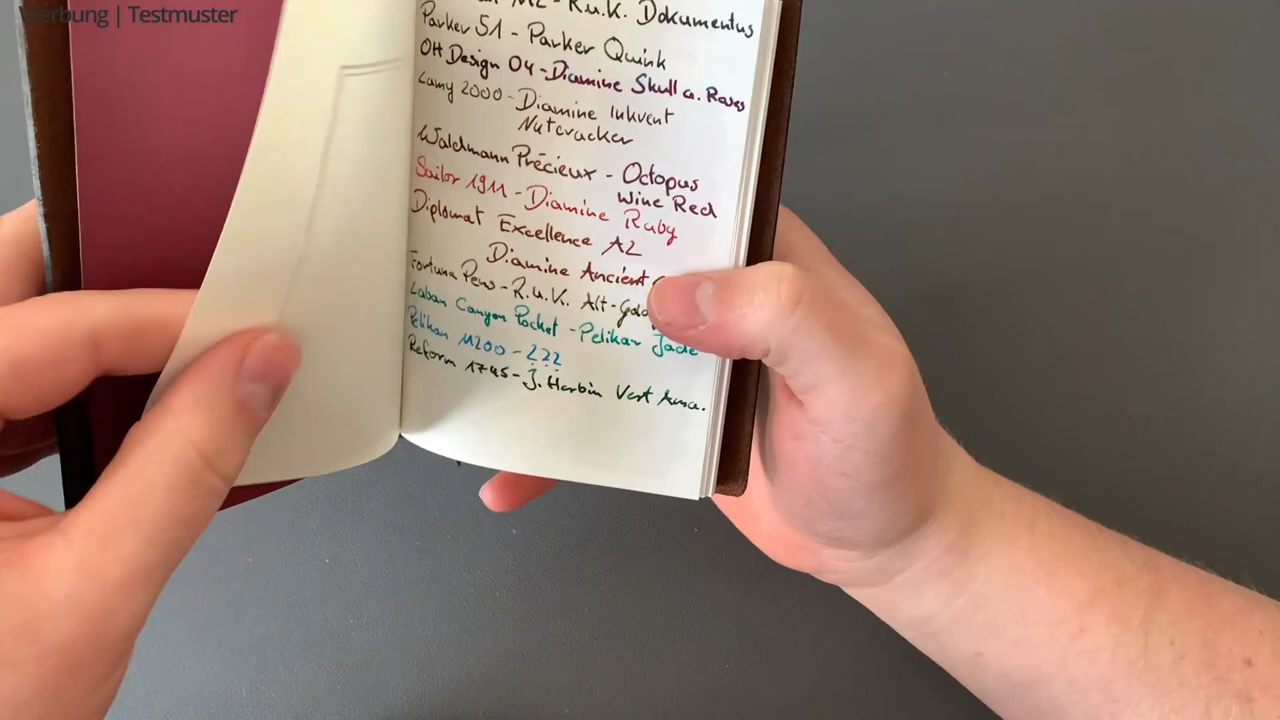 Werbung | Testmuster
M2 - R.u.K. Dokumentus
Parker 51 - Parker Quink
OH Design 04 - Diamine Skull a. Roses
Lamy 2000 - Diamine Inkvent
Nutcracker
Waldmann Précieux - Octopus
Wine Red
Sailor 1911 - Diamine Ruby
Diplomat Excellence A2
Diamine Ancient
Fortuna Pens - R.u.K. Alt-Gold
Laban Canyon Pocket - Pelikan Jade
Pelikan M200 - ???
Reform 1745 - J. Herbin Vert